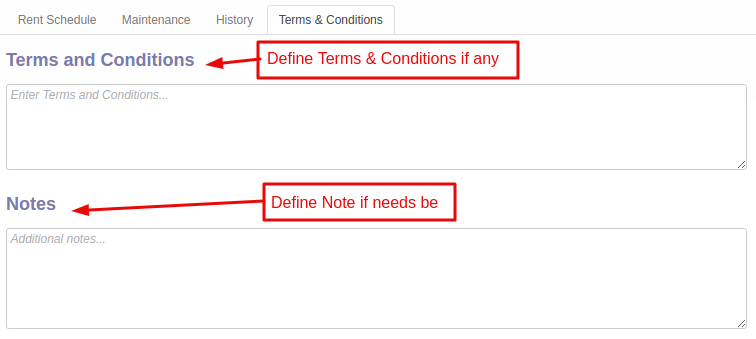 Rent Schedule Maintenance History Terms & Conditions
Terms and Conditions Define Terms & Conditions if any
Enter Terms and Conditions...
Notes Define Note if needs be
Additional notes...